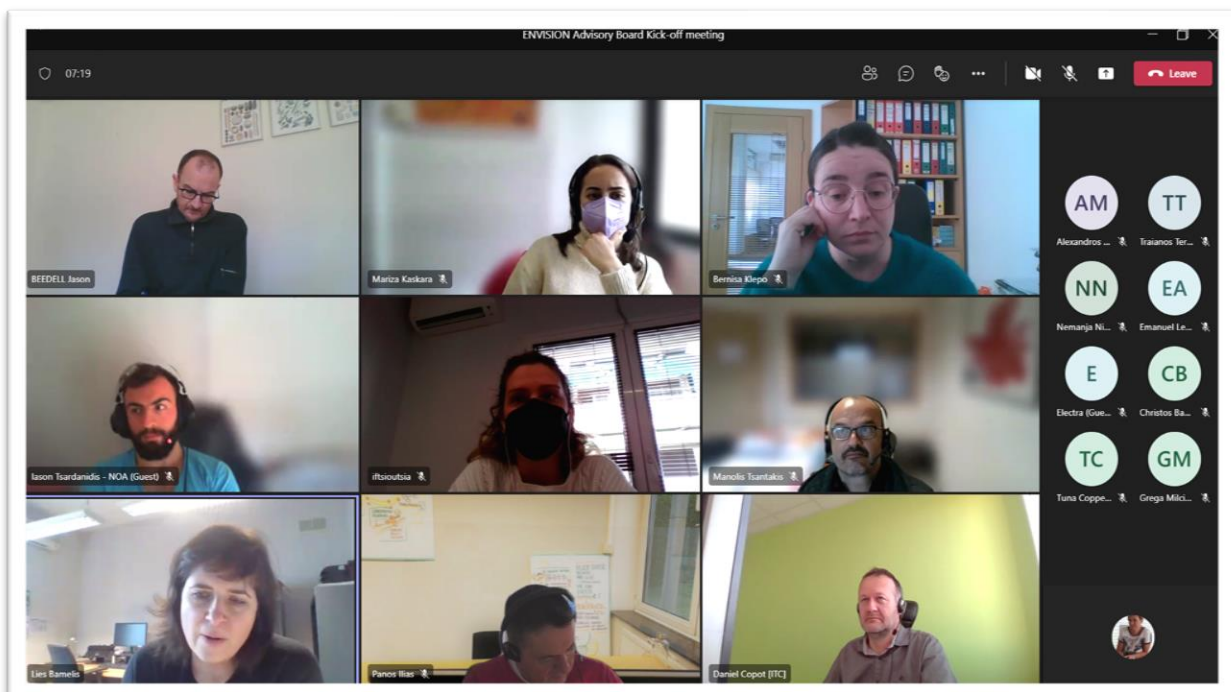 ENVISION Advisory Board Kick-off meeting
07:19
Leave
BEEDELL Jason
Mariza Kaskara
Bernisa Klepo
Iason Tsardanidis - NOA (Guest)
iftsioutsia
Manolis Tsantakis
Lies Bamelis
Panos Ilias
Daniel Copot [ITC]
AM
TT
Alexandros ...
Traianos Ter...
NN
EA
Nemanja Ni...
Emanuel Le...
E
CB
Electra (Gue...
Christos Ba...
TC
GM
Tuna Coppe...
Grega Milci...